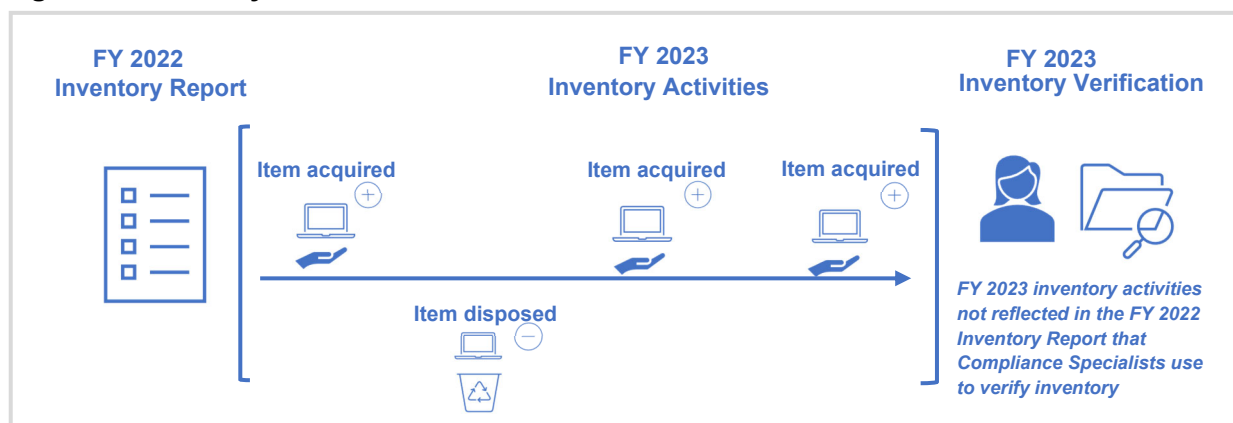 FY 2022
Inventory Report
FY 2023
Inventory Activities
FY 2023
Inventory Verification
Item acquired
Item acquired
Item acquired
Item disposed
FY 2023 inventory activities
not reflected in the FY 2022
Inventory Report that
Compliance Specialists use
to verify inventory